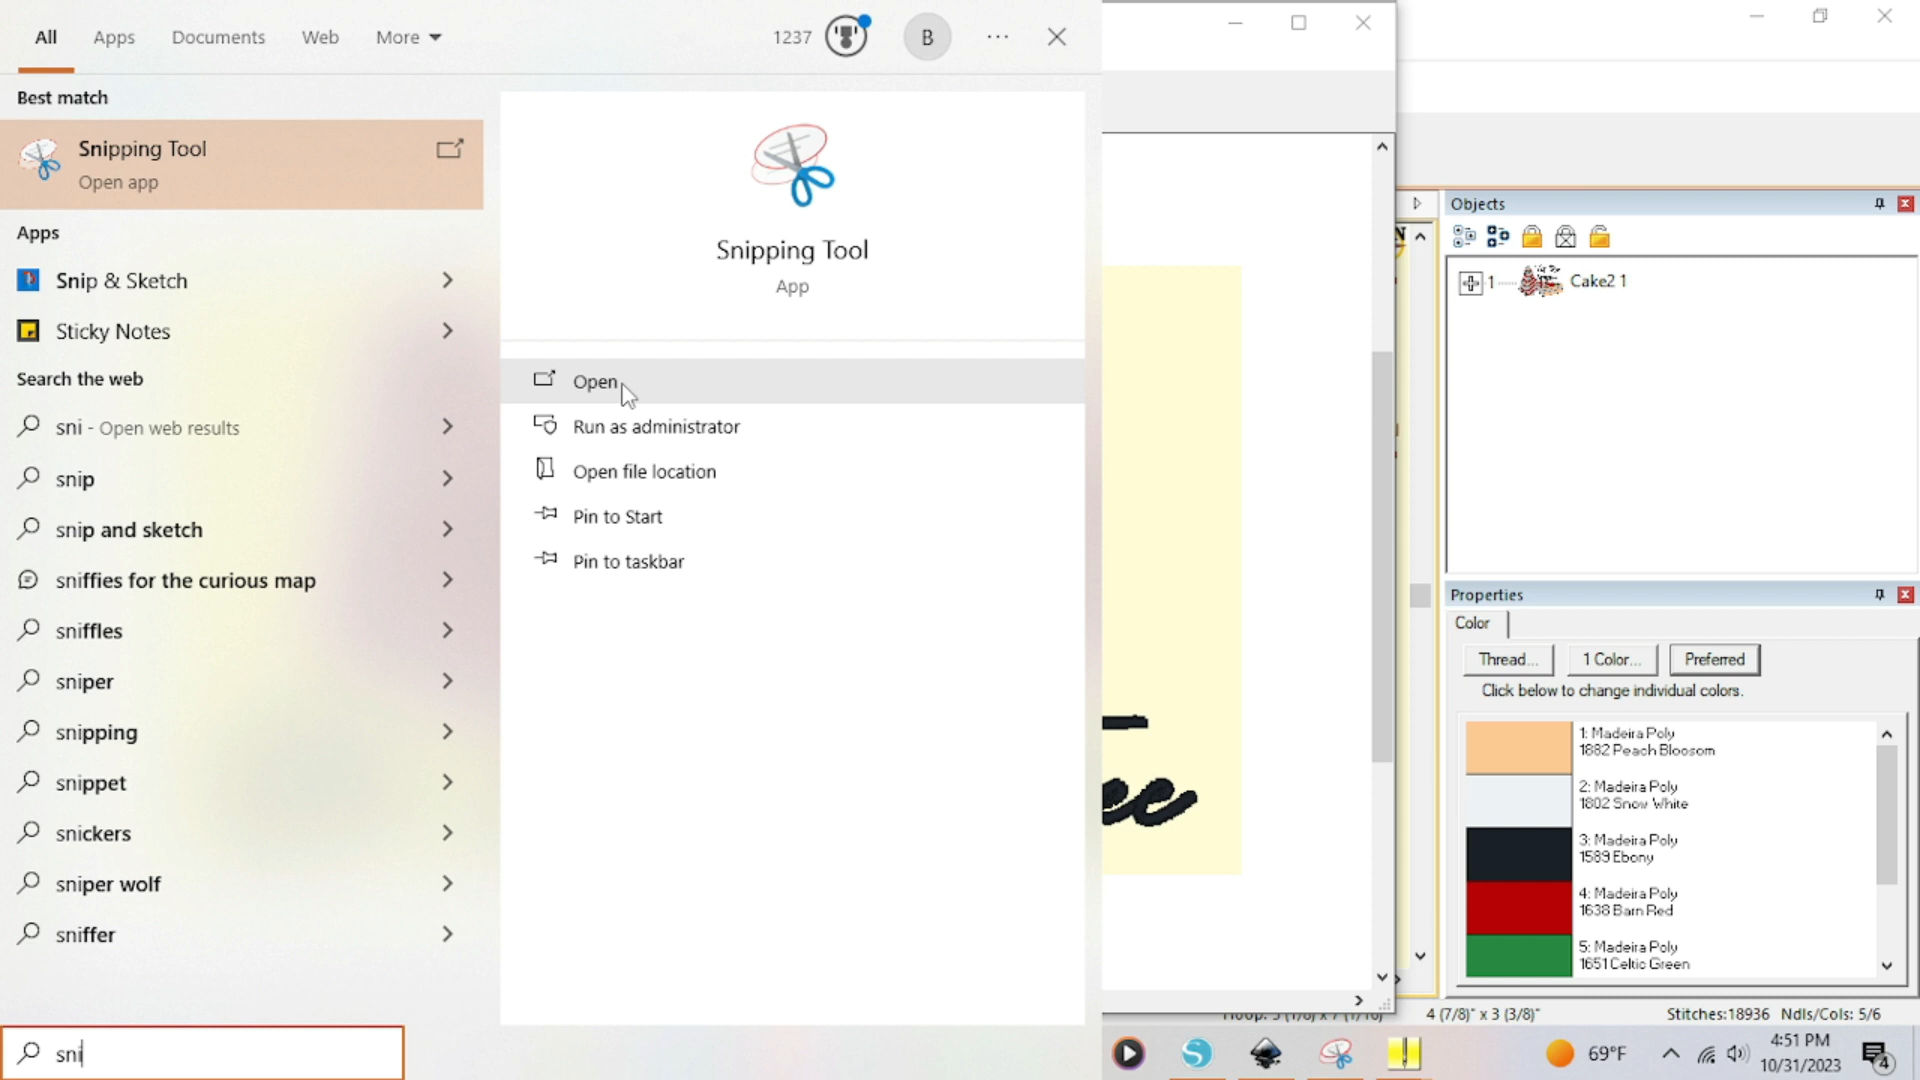 All Apps Documents Web More 1237 B
Best match
Snipping Tool
Open app
Apps
Snip & Sketch
Sticky Notes
Search the web
sni - Open web results
snip
snip and sketch
sniffies for the curious map
sniffles
sniper
snipping
snippet
snickers
sniper wolf
sniffer
sni
Snipping Tool
App
Open
Run as administrator
Open file location
Pin to Start
Pin to taskbar
ee
N
Objects
1 Cake2 1
Properties
Color
Thread... 1 Color... Preferred
Click below to change individual colors.
1: Madeira Poly
1882 Peach Bloosom
2: Madeira Poly
1802 Snow White
3: Madeira Poly
1589 Ebony
4: Madeira Poly
1638 Barn Red
5: Madeira Poly
1651 Celtic Green
4 (7/8)" x 3 (3/8)" Stitches:18936 Ndls/Cols: 5/6
69°F
4:51 PM
10/31/2023
4